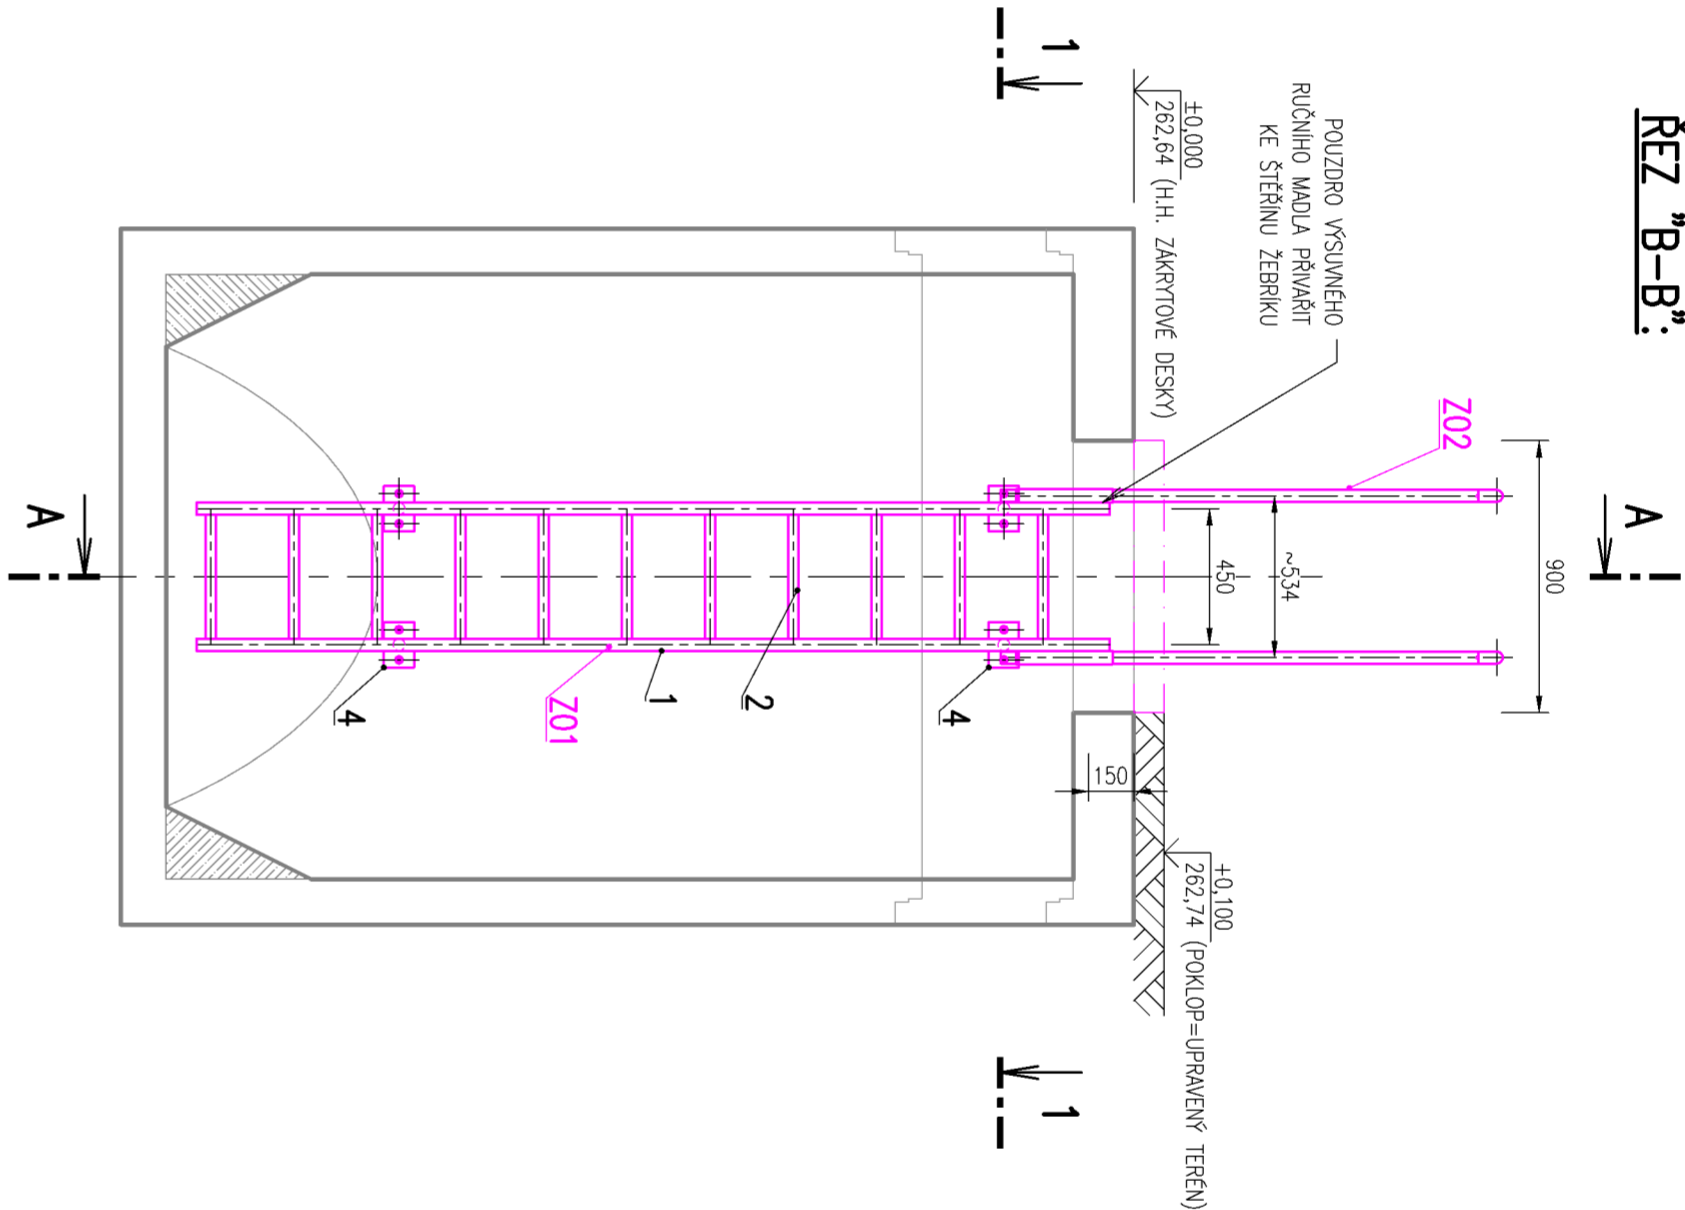 ŘEZ "B–B":
POUZDRO VÝSUVNÉHO
RUČNÍHO MADLA PŘIVAŘIT
KE ŠTĚŘÍNU ŽEBŘÍKU
Z02
900
A
~534
450
1
±0,000
262,64 (H.H. ZÁKRYTOVÉ DESKY)
+0,100
262,74 (POKLOP=UPRAVENÝ TERÉN)
150
1
4
2
1
Z01
4
A